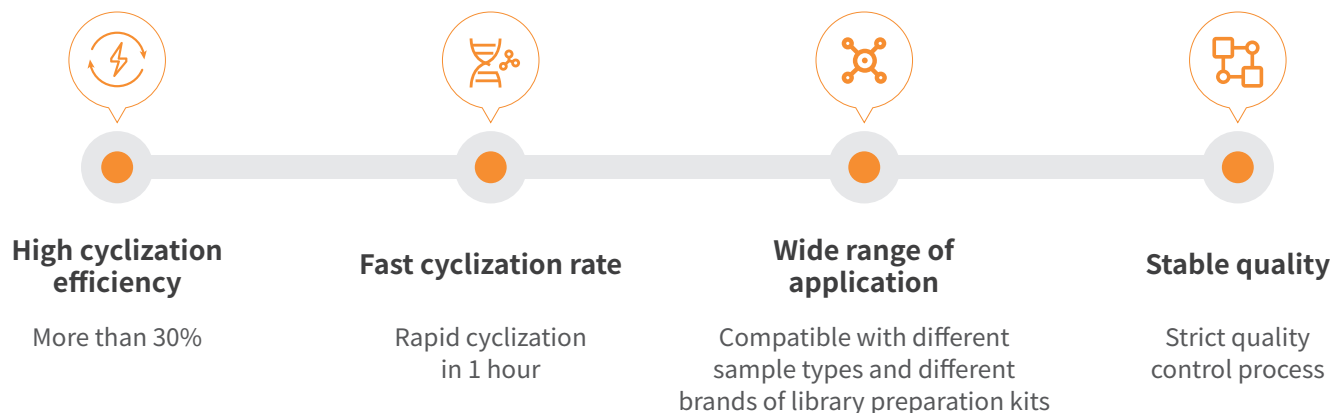 High cyclization
efficiency
More than 30%
Fast cyclization rate
Rapid cyclization
in 1 hour
Wide range of
application
Compatible with different
sample types and different
brands of library preparation kits
Stable quality
Strict quality
control process